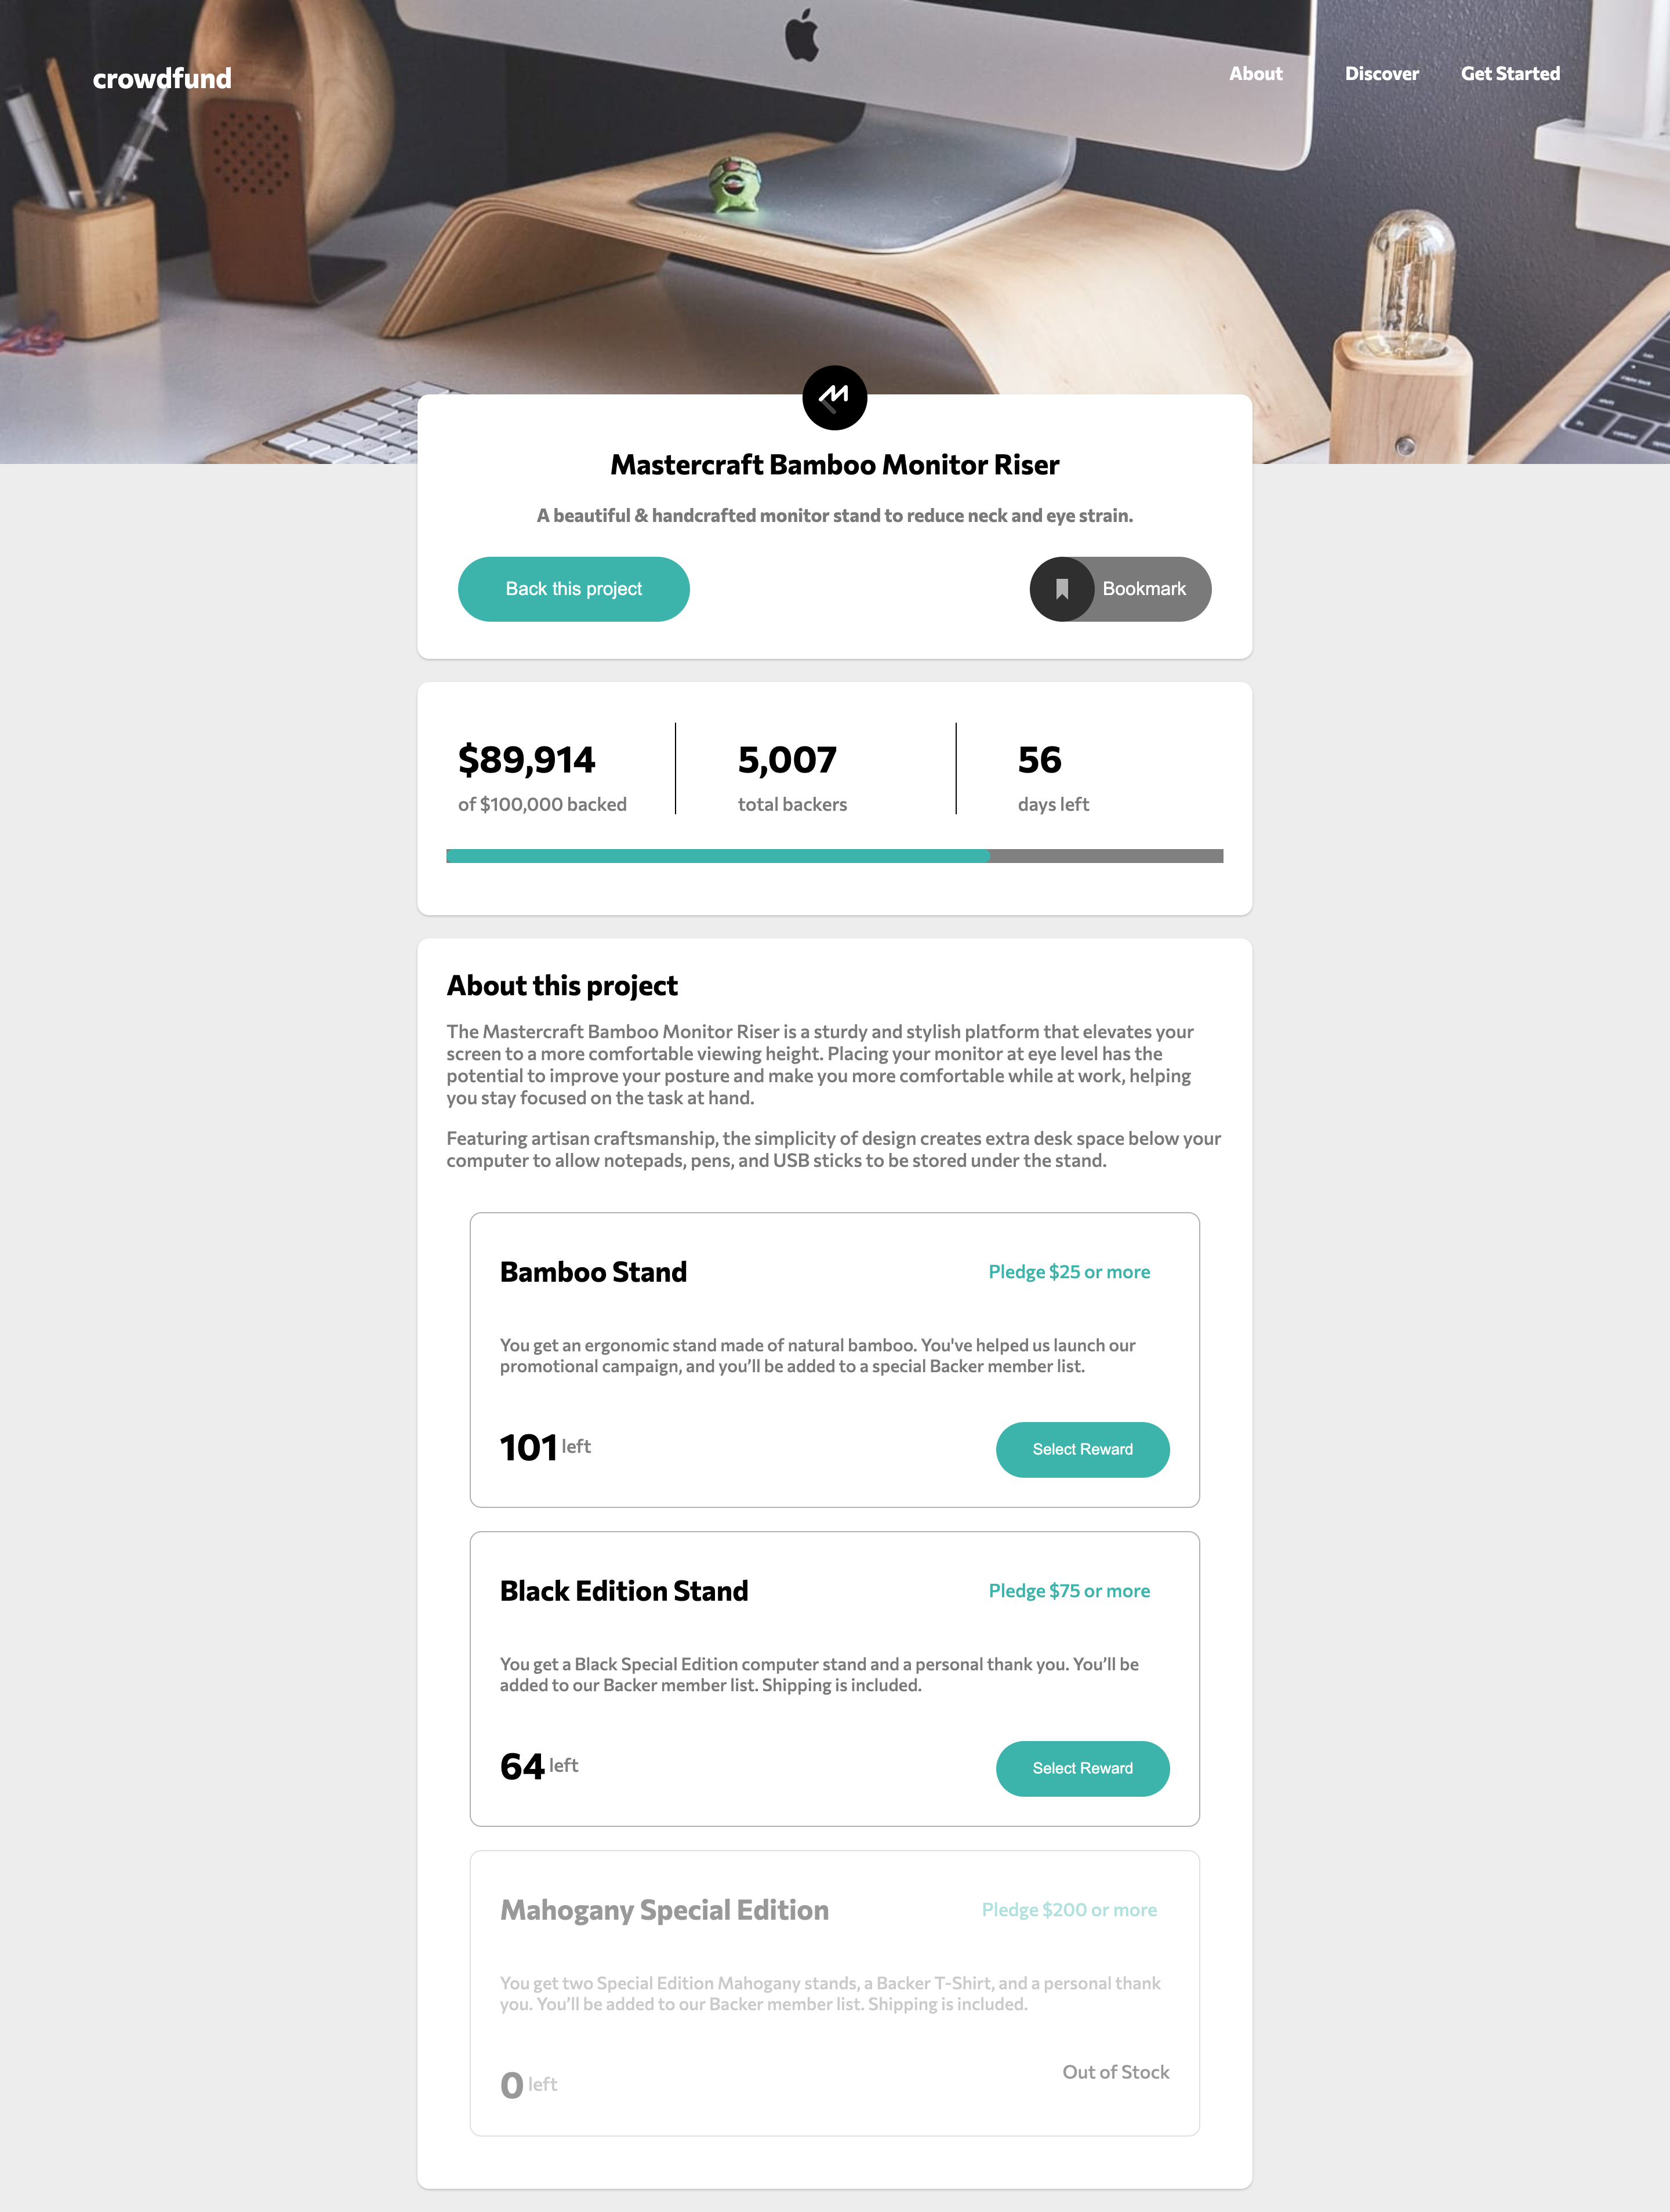 crowdfund
About Discover Get Started
Mastercraft Bamboo Monitor Riser
A beautiful & handcrafted monitor stand to reduce neck and eye strain.
Back this project
Bookmark
$89,914
of $100,000 backed
5,007
total backers
56
days left
About this project
The Mastercraft Bamboo Monitor Riser is a sturdy and stylish platform that elevates your
screen to a more comfortable viewing height. Placing your monitor at eye level has the
potential to improve your posture and make you more comfortable while at work, helping
you stay focused on the task at hand.
Featuring artisan craftsmanship, the simplicity of design creates extra desk space below your
computer to allow notepads, pens, and USB sticks to be stored under the stand.
Bamboo Stand
Pledge $25 or more
You get an ergonomic stand made of natural bamboo. You've helped us launch our
promotional campaign, and you’ll be added to a special Backer member list.
101 left
Select Reward
Black Edition Stand
Pledge $75 or more
You get a Black Special Edition computer stand and a personal thank you. You’ll be
added to our Backer member list. Shipping is included.
64 left
Select Reward
Mahogany Special Edition
Pledge $200 or more
You get two Special Edition Mahogany stands, a Backer T-Shirt, and a personal thank
you. You’ll be added to our Backer member list. Shipping is included.
0 left
Out of Stock